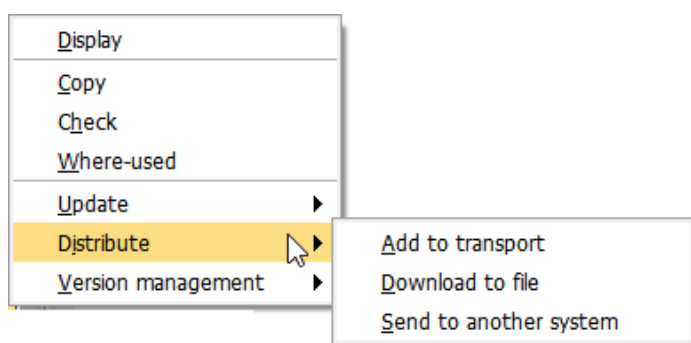 Display
Copy
Check
Where-used
Update
Distribute
Version management
Add to transport
Download to file
Send to another system